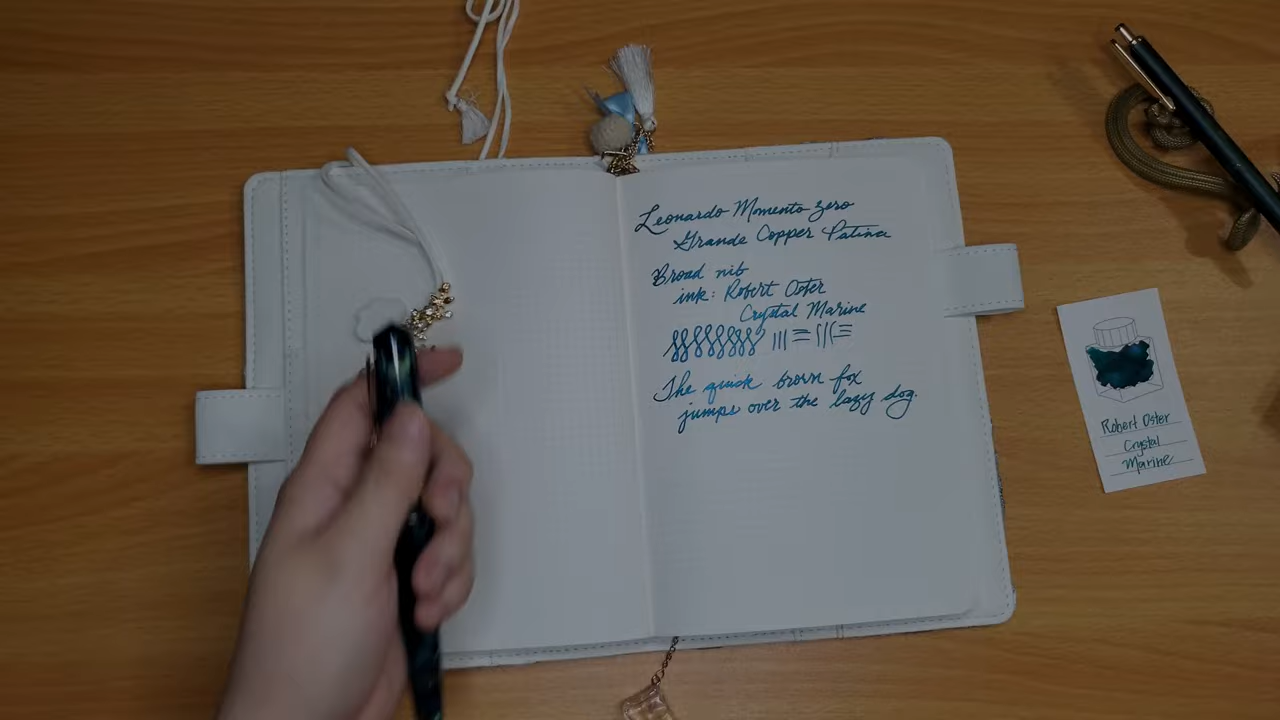 Leonardo Momento Zero
Grande Copper Patina
Broad nib
ink: Robert Oster
Crystal Marine
The quick brown fox
jumps over the lazy dog.
Robert Oster
Crystal
Marine